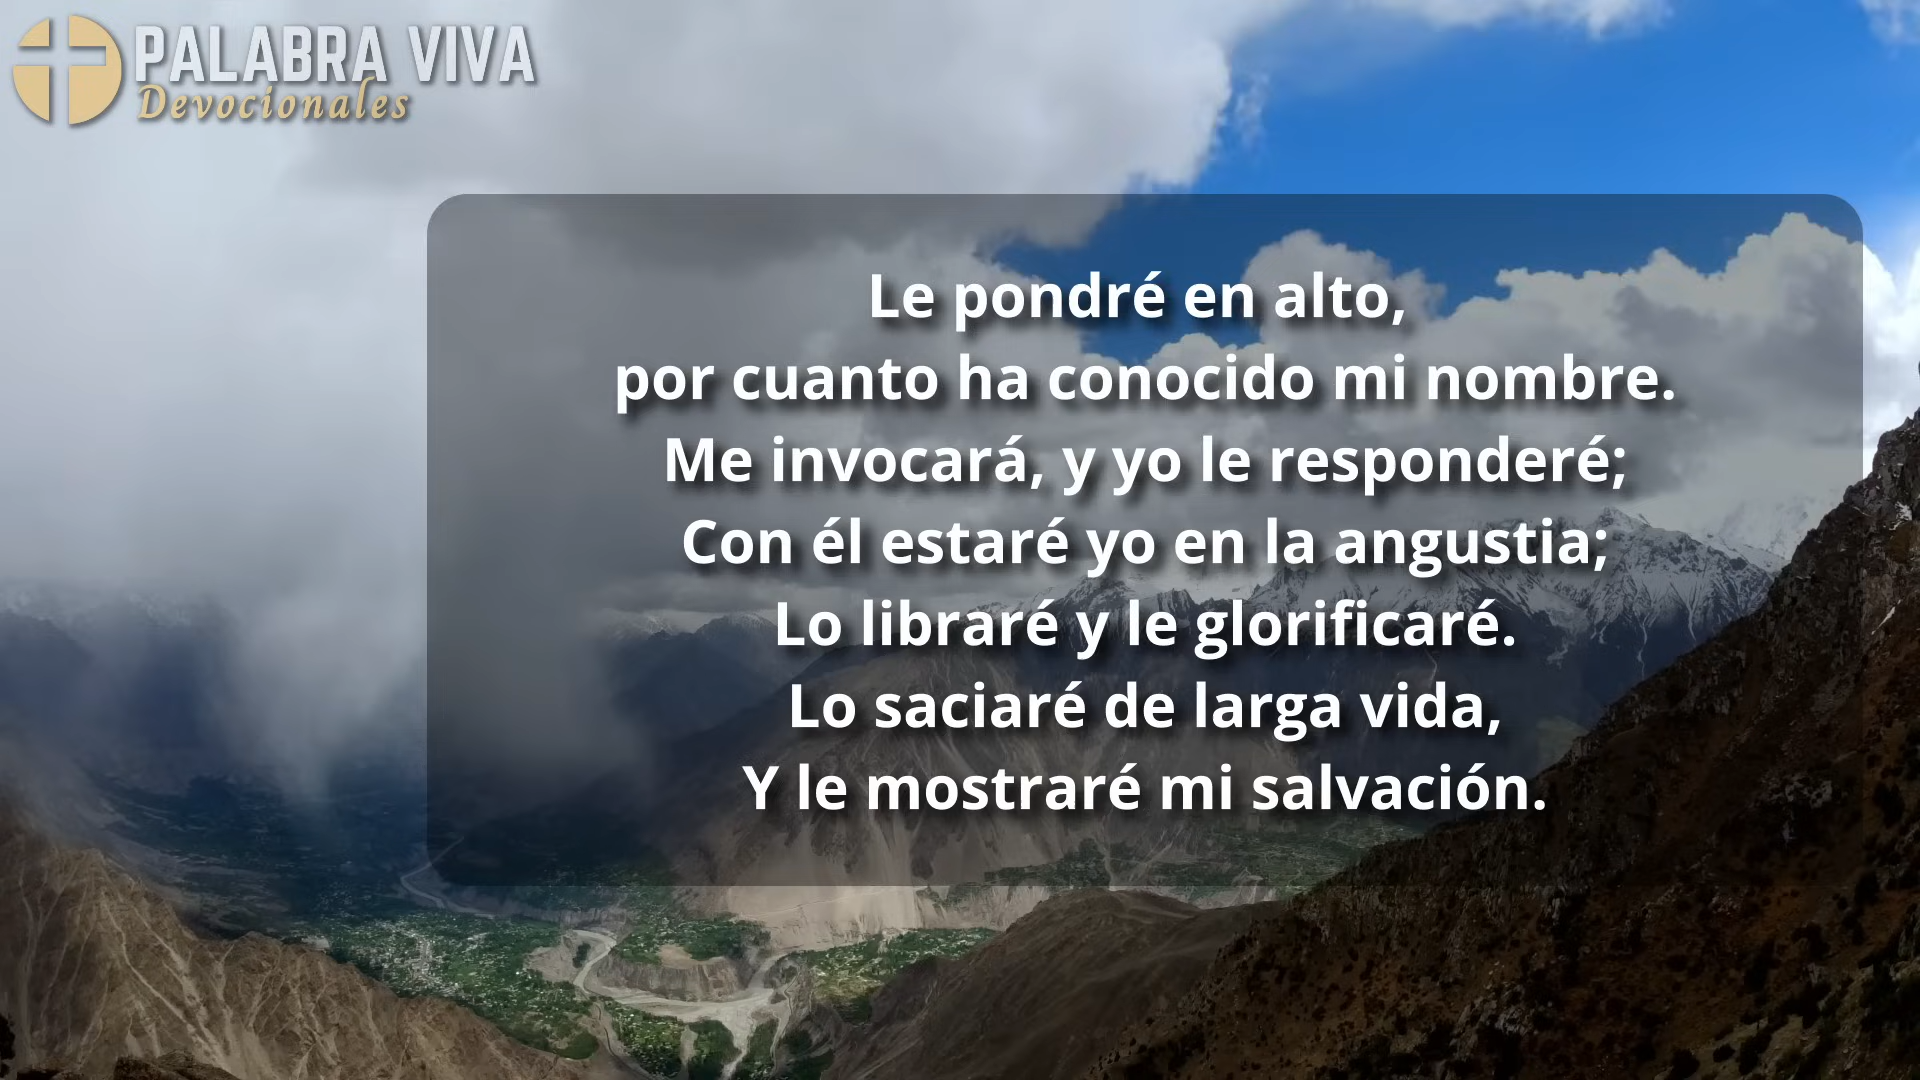 PALABRA VIVA
Devocionales
Le pondré en alto,
por cuanto ha conocido mi nombre.
Me invocará, y yo le responderé;
Con él estaré yo en la angustia;
Lo libraré y le glorificaré.
Lo saciaré de larga vida,
Y le mostraré mi salvación.